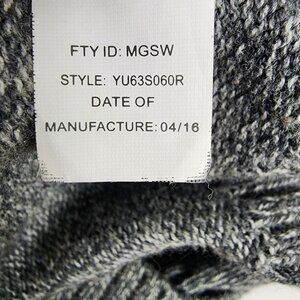 FTY ID: MGSW
STYLE: YU63S060R
DATE OF
MANUFACTURE: 04/16